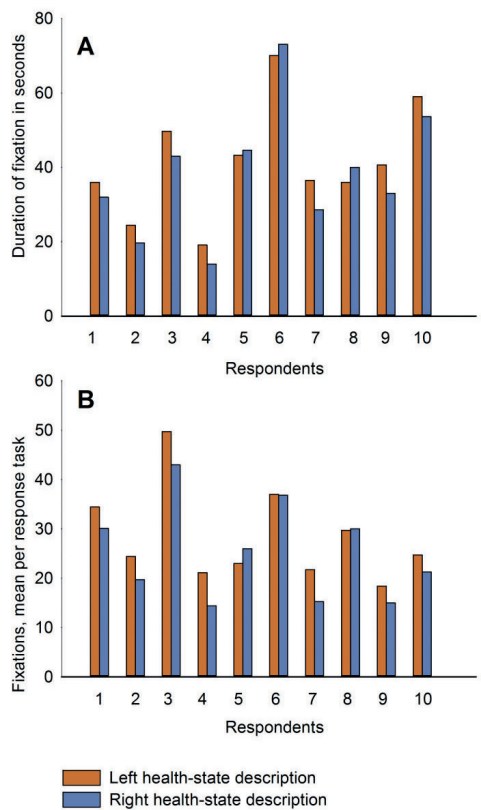 A
Duration of fixation in seconds
80
60
40
20
0
1 2 3 4 5 6 7 8 9 10
Respondents
B
Fixations, mean per response task
60
50
40
30
20
10
0
1 2 3 4 5 6 7 8 9 10
Respondents
Left health-state description
Right health-state description